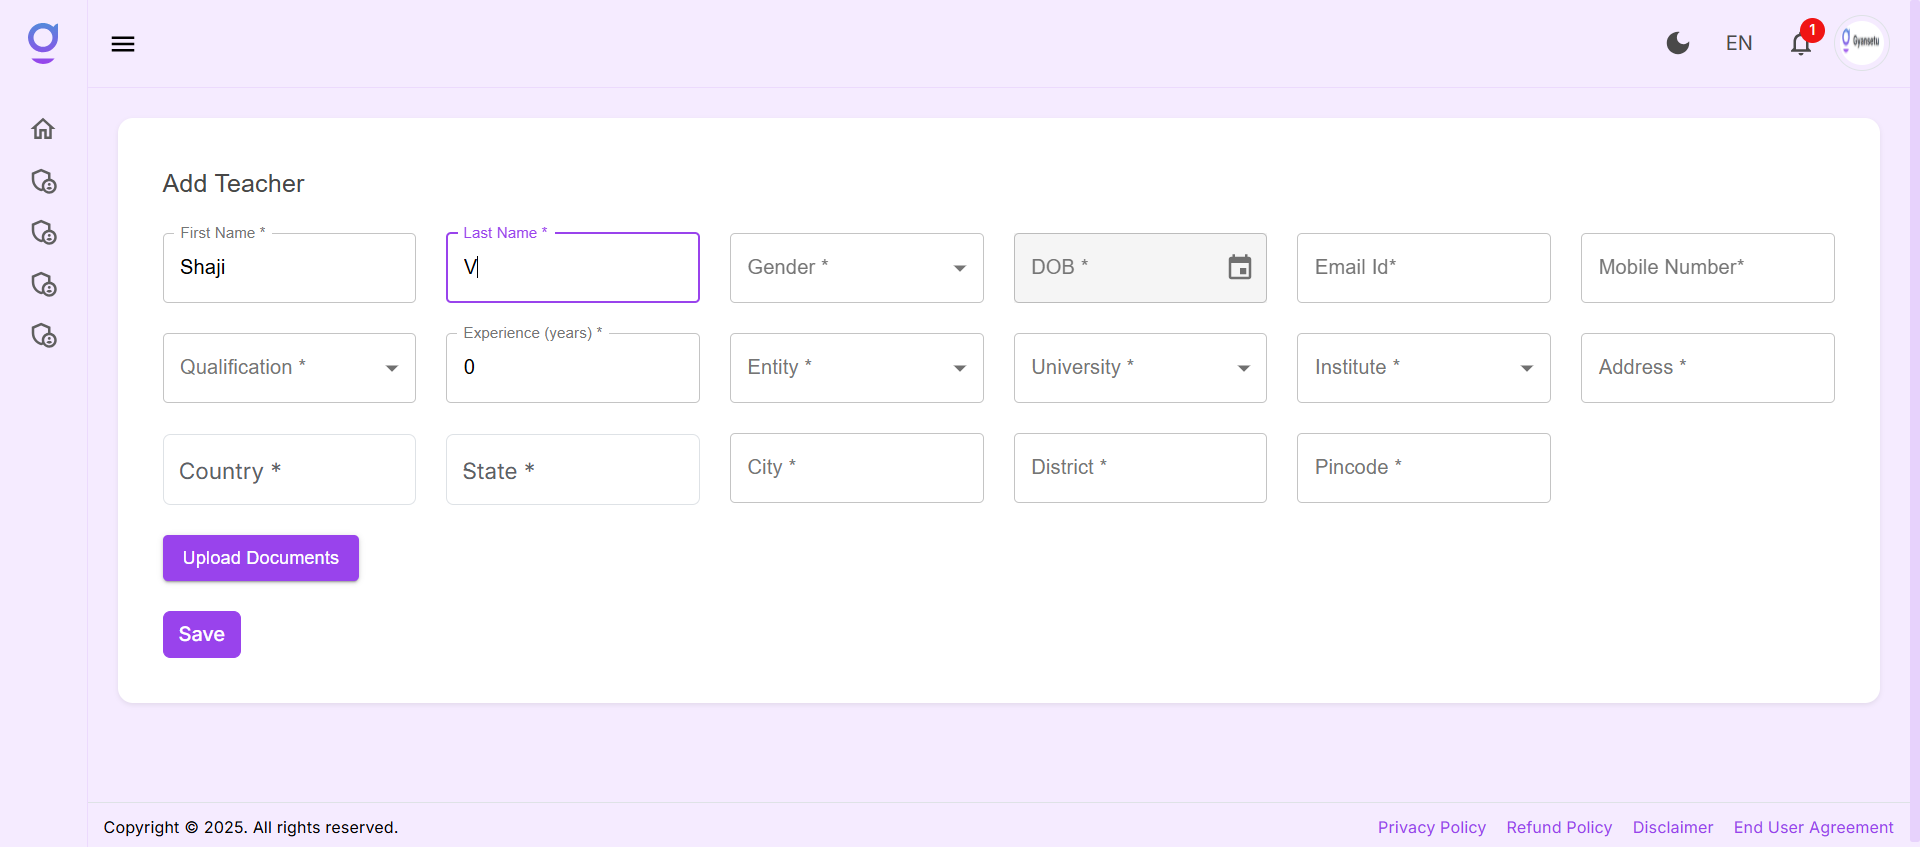 EN
1
Gyansetu
Add Teacher
First Name *
Last Name *
Shaji
V
Gender *
DOB *
Email Id*
Mobile Number*
Qualification *
Experience (years) *
0
Entity *
University *
Institute *
Address *
Country *
State *
City *
District *
Pincode *
Upload Documents
Save
Copyright © 2025. All rights reserved.
Privacy Policy
Refund Policy
Disclaimer
End User Agreement